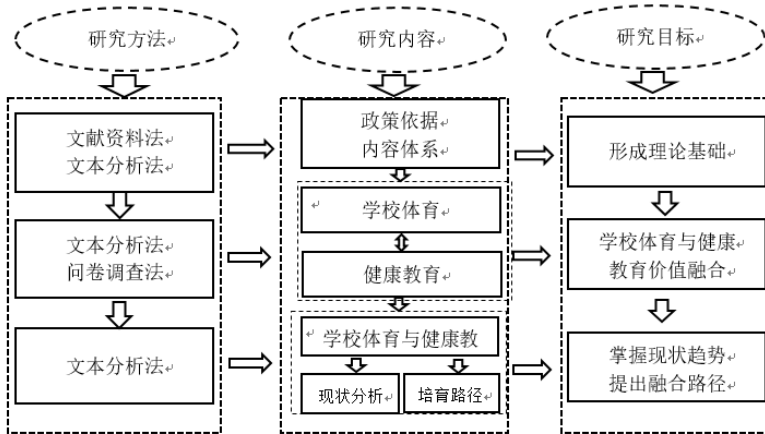 研究方法
研究内容
研究目标
文献资料法
文本分析法
政策依据
内容体系
形成理论基础
学校体育
文本分析法
问卷调查法
健康教育
学校体育与健康
教育价值融合
文本分析法
学校体育与健康教
现状分析
培育路径
掌握现状趋势
提出融合路径